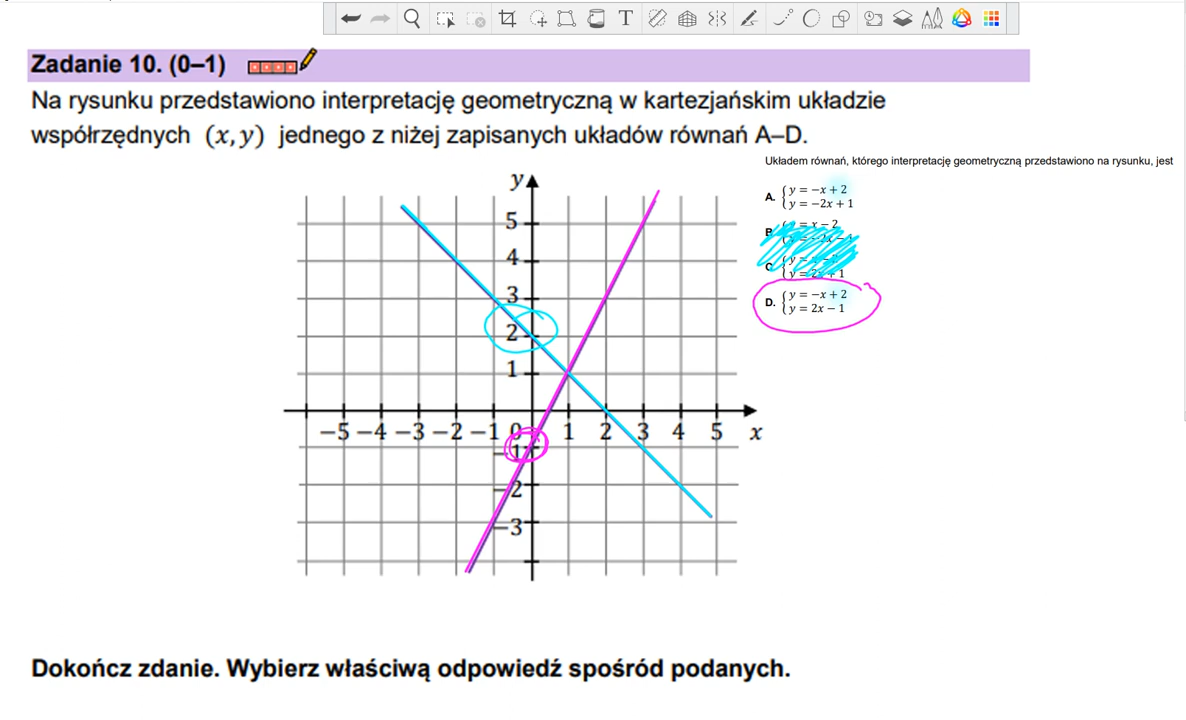 Zadanie 10. (0–1)
Na rysunku przedstawiono interpretację geometryczną w kartezjańskim układzie
współrzędnych (x, y) jednego z niżej zapisanych układów równań A–D.
Układem równań, którego interpretację geometryczną przedstawiono na rysunku, jest
A. {y = −x + 2
{y = −2x + 1
B. = x − 2
C. {y =
{y = 2x + 1
D. {y = −x + 2
{y = 2x − 1
y
5
4
3
2
1
−5 −4 −3 −2 −1 0 1 2 3 4 5 x
−1
−2
−3
Dokończ zdanie. Wybierz właściwą odpowiedź spośród podanych.